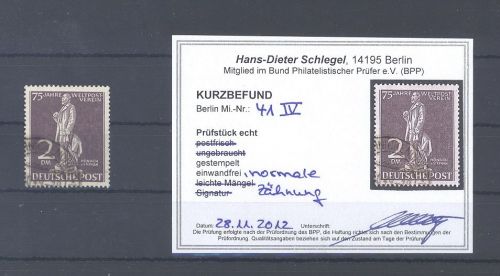 75 JAHRE WELTPOST-
VEREIN
2
DM
HEINRICH
DEUTSCHE POST
Hans-Dieter Schlegel, 14195 Berlin
Mitglied im Bund Philatelistischer Prüfer e.V. (BPP)
KURZBEFUND
Berlin Mi.-Nr.: 41 IV
Prüfstück echt
postfrisch
ungebraucht
gestempelt
einwandfrei normale
leichte Mängel Zähnung
Signatur
Datum: 28.11.2012 Unterschrift:
Die Prüfung erfolgte nach der Prüfordnung des BPP, die Haftung richtet sich nach den Bestimmungen der
Prüfordnung. Qualitätsangaben beziehen sich auf den Zustand am Tage der Prüfung.
75 JAHRE WELTPOST-
VEREIN
2
DM
HEINRICH
DEUTSCHE POST